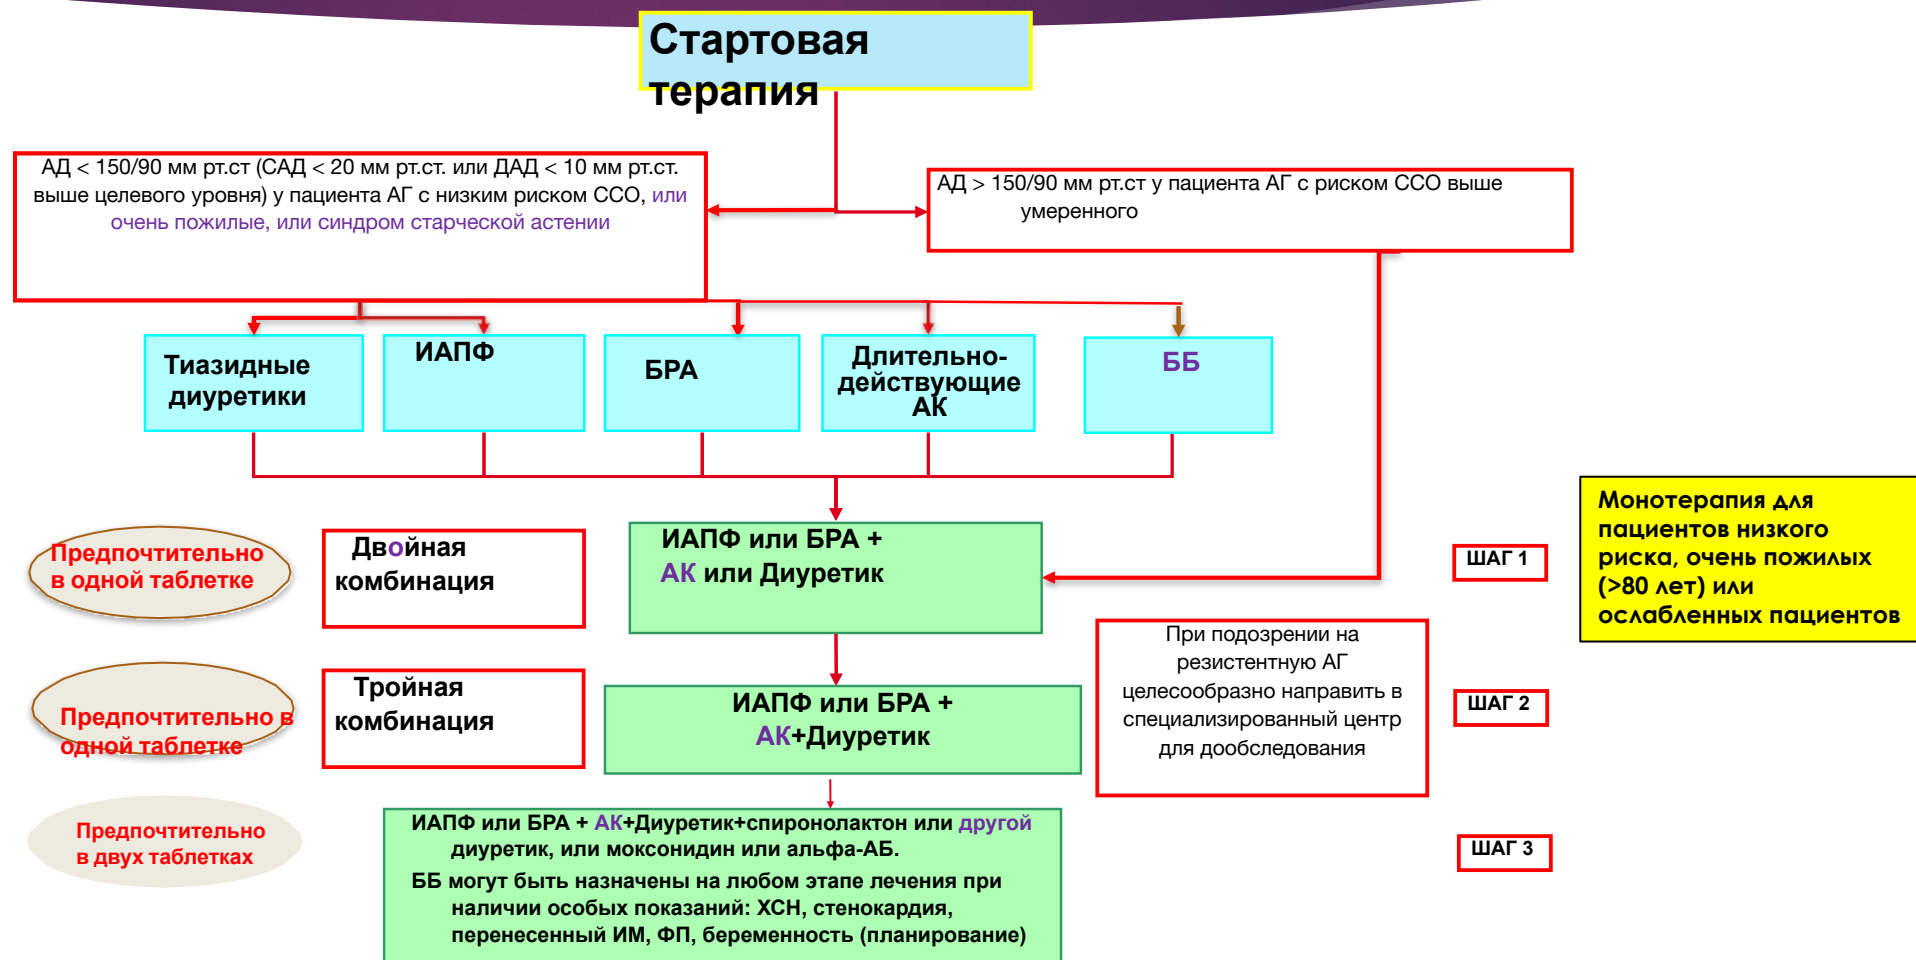 Стартовая
терапия
АД < 150/90 мм рт.ст (САД < 20 мм рт.ст. или ДАД < 10 мм рт.ст.
выше целевого уровня) у пациента АГ с низким риском ССО, или
очень пожилые, или синдром старческой астении
АД > 150/90 мм рт.ст у пациента АГ с риском ССО выше
умеренного
Тиазидные
диуретики
ИАПФ
БРА
Длительно-
действующие
АК
ББ
Предпочтительно
в одной таблетке
Двойная
комбинация
ИАПФ или БРА +
АК или Диуретик
ШАГ 1
Монотерапия для
пациентов низкого
риска, очень пожилых
(>80 лет) или
ослабленных пациентов
Предпочтительно в
одной таблетке
Тройная
комбинация
ИАПФ или БРА +
АК+Диуретик
При подозрении на
резистентную АГ
целесообразно направить в
специализированный центр
для дообследования
ШАГ 2
Предпочтительно
в двух таблетках
ИАПФ или БРА + АК+Диуретик+спиронолактон или другой
диуретик, или моксонидин или альфа-АБ.
ББ могут быть назначены на любом этапе лечения при
наличии особых показаний: ХСН, стенокардия,
перенесенный ИМ, ФП, беременность (планирование)
ШАГ 3